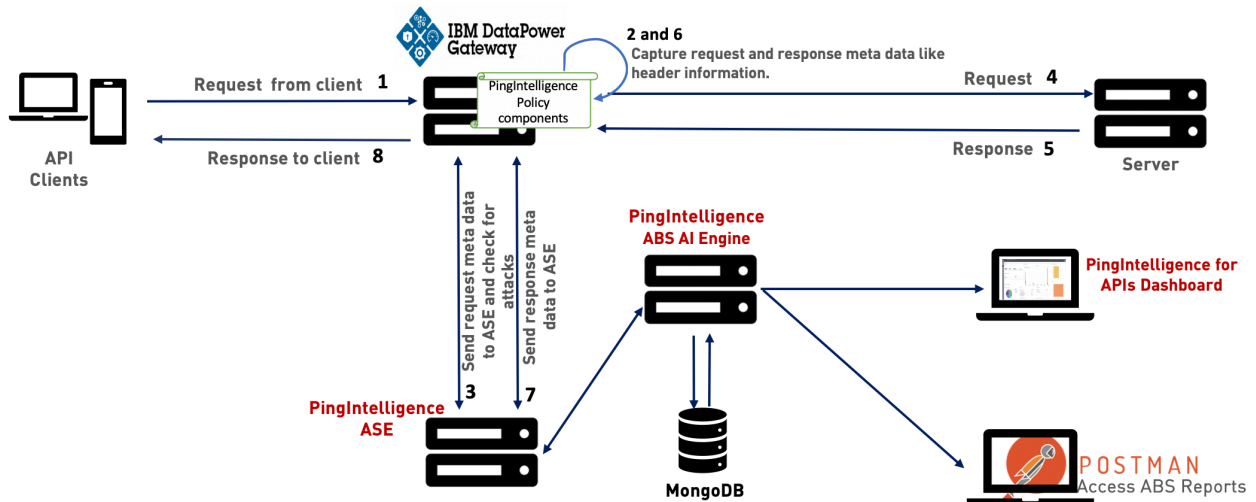 IBM DataPower
Gateway
2 and 6
Capture request and response meta data like
header information.
Request from client 1
PingIntelligence
Policy
components
Request 4
API
Clients
Response to client 8
Response 5
Server
Send request meta data
to ASE and check for
attacks
3
Send response meta
data to ASE
7
PingIntelligence
ABS AI Engine
PingIntelligence for
APIs Dashboard
PingIntelligence
ASE
MongoDB
POSTMAN
Access ABS Reports